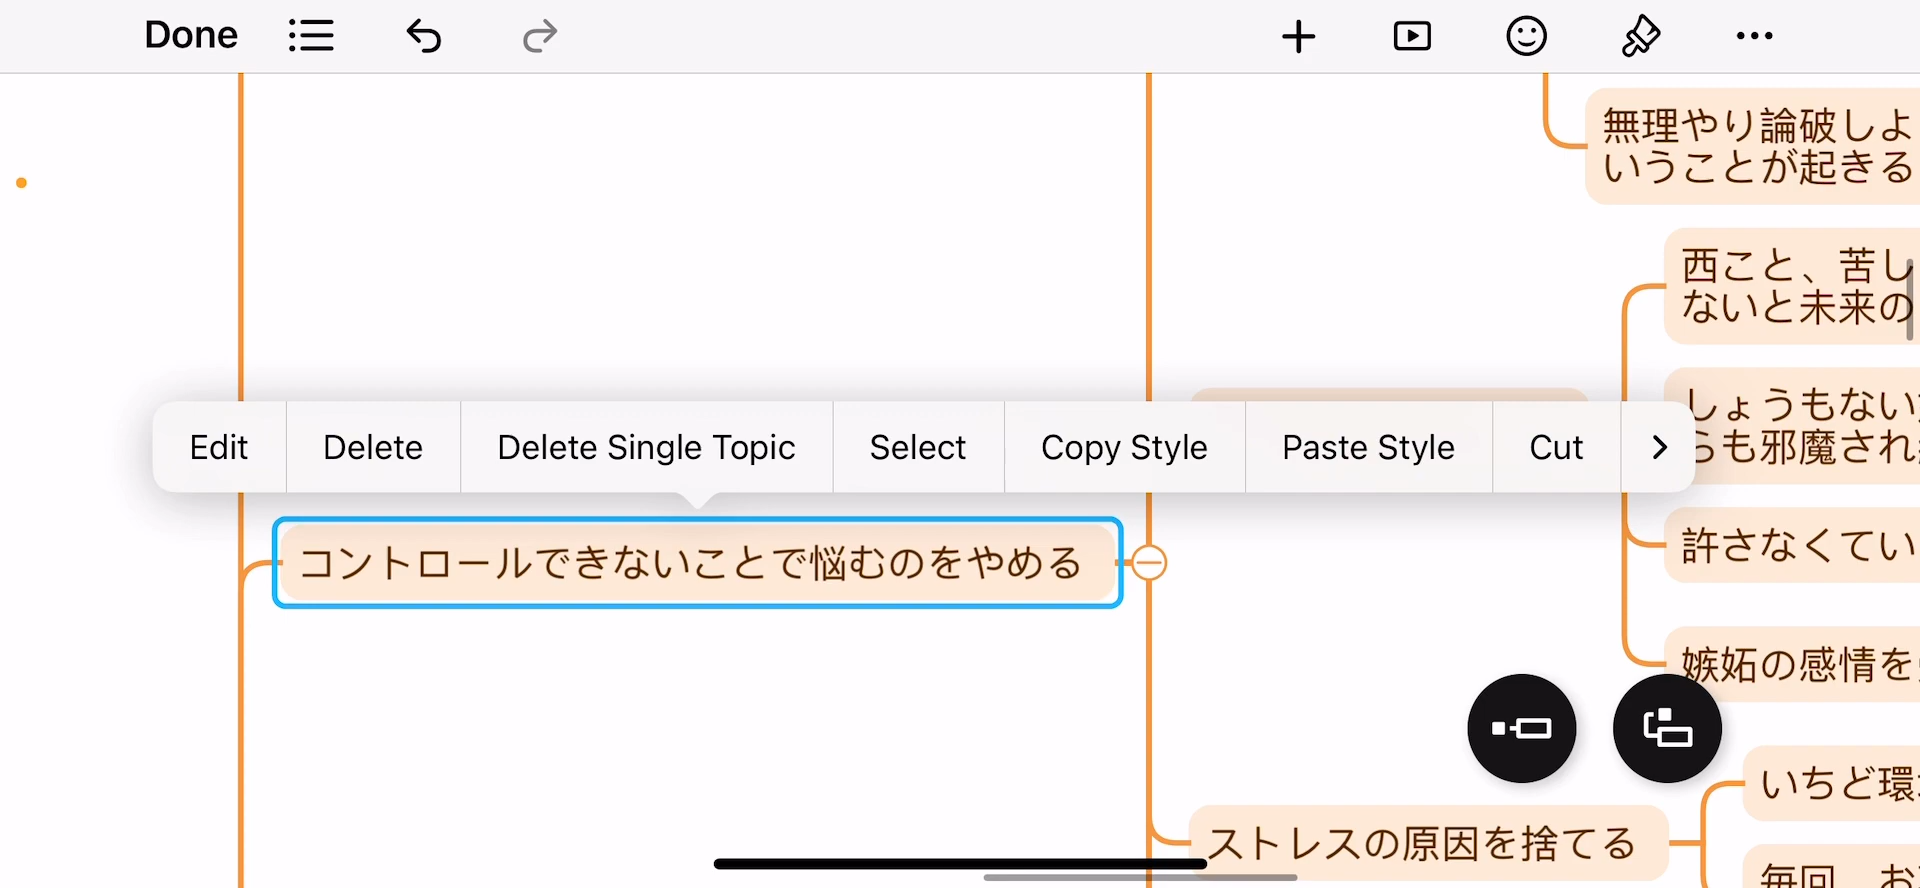 Done
無理やり論破しよ
いうことが起きる
西こと、苦し
ないと未来の
しょうもない
らも邪魔され
Edit
Delete
Delete Single Topic
Select
Copy Style
Paste Style
Cut
コントロールできないことで悩むのをやめる
許さなくてい
嫉妬の感情を
いちど環
ストレスの原因を捨てる
毎回、お